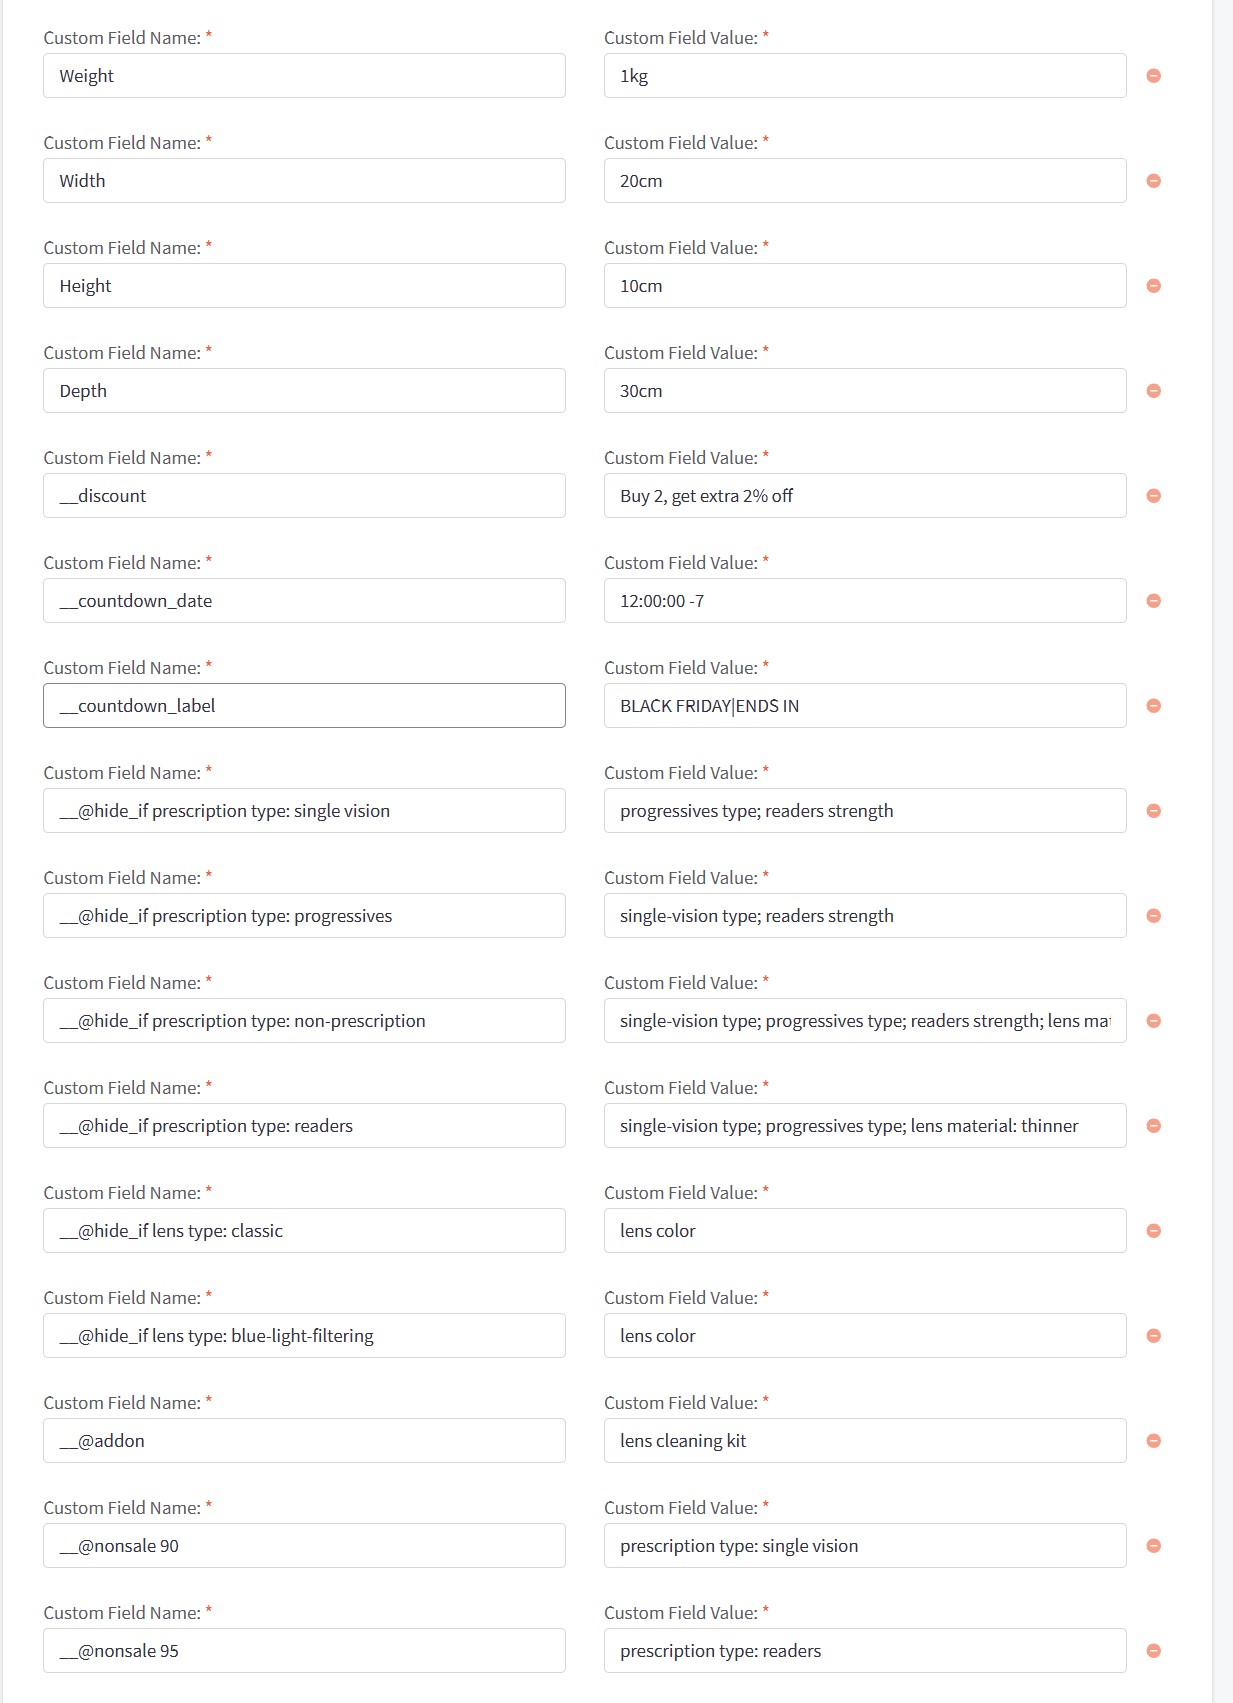 Custom Field Name: * Custom Field Value: *
Weight 1kg
Custom Field Name: * Custom Field Value: *
Width 20cm
Custom Field Name: * Custom Field Value: *
Height 10cm
Custom Field Name: * Custom Field Value: *
Depth 30cm
Custom Field Name: * Custom Field Value: *
__discount Buy 2, get extra 2% off
Custom Field Name: * Custom Field Value: *
__countdown_date 12:00:00 -7
Custom Field Name: * Custom Field Value: *
__countdown_label BLACK FRIDAY|ENDS IN
Custom Field Name: * Custom Field Value: *
__@hide_if prescription type: single vision progressives type; readers strength
Custom Field Name: * Custom Field Value: *
__@hide_if prescription type: progressives single-vision type; readers strength
Custom Field Name: * Custom Field Value: *
__@hide_if prescription type: non-prescription single-vision type; progressives type; readers strength; lens
Custom Field Name: * Custom Field Value: *
__@hide_if prescription type: readers single-vision type; progressives type; lens material: thinner
Custom Field Name: * Custom Field Value: *
__@hide_if lens type: classic lens color
Custom Field Name: * Custom Field Value: *
__@hide_if lens type: blue-light-filtering lens color
Custom Field Name: * Custom Field Value: *
__@addon lens cleaning kit
Custom Field Name: * Custom Field Value: *
__@nonsale 90 prescription type: single vision
Custom Field Name: * Custom Field Value: *
__@nonsale 95 prescription type: readers